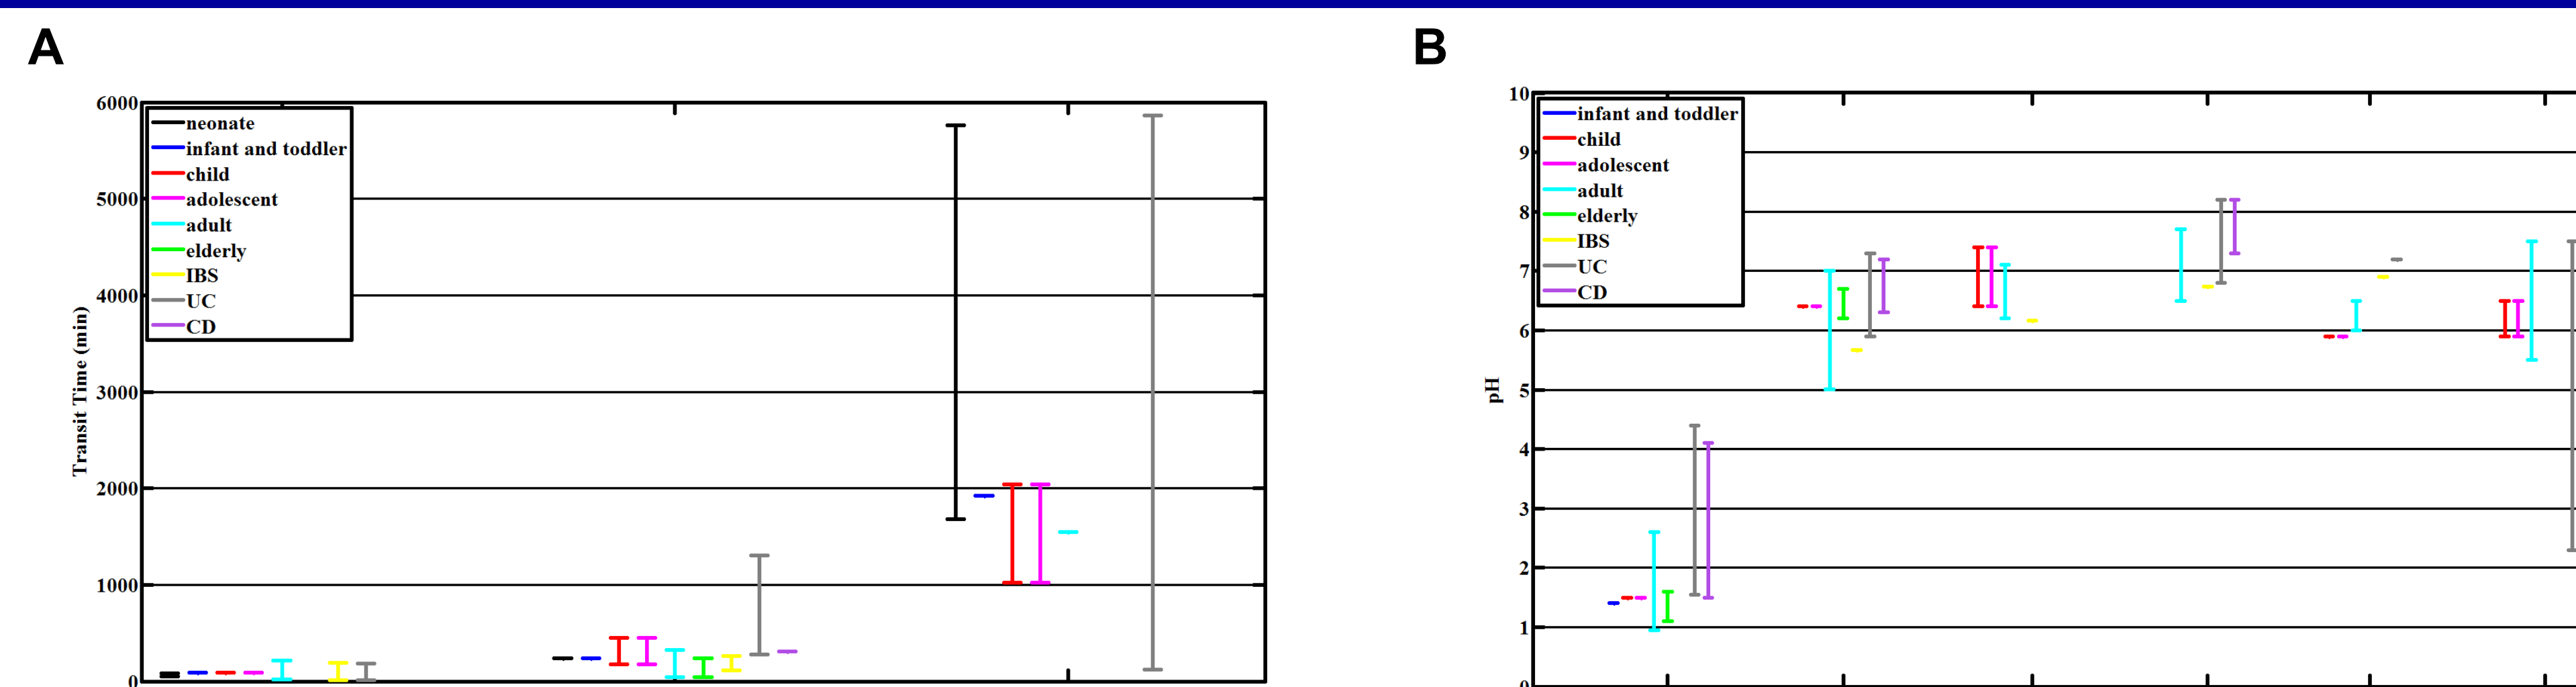 A
6000
5000
4000
3000
2000
1000
0
Transit Time (min)
neonate
infant and toddler
child
adolescent
adult
elderly
IBS
UC
CD
B
10
9
8
7
6
5
4
3
2
1
0
pH
infant and toddler
child
adolescent
adult
elderly
IBS
UC
CD